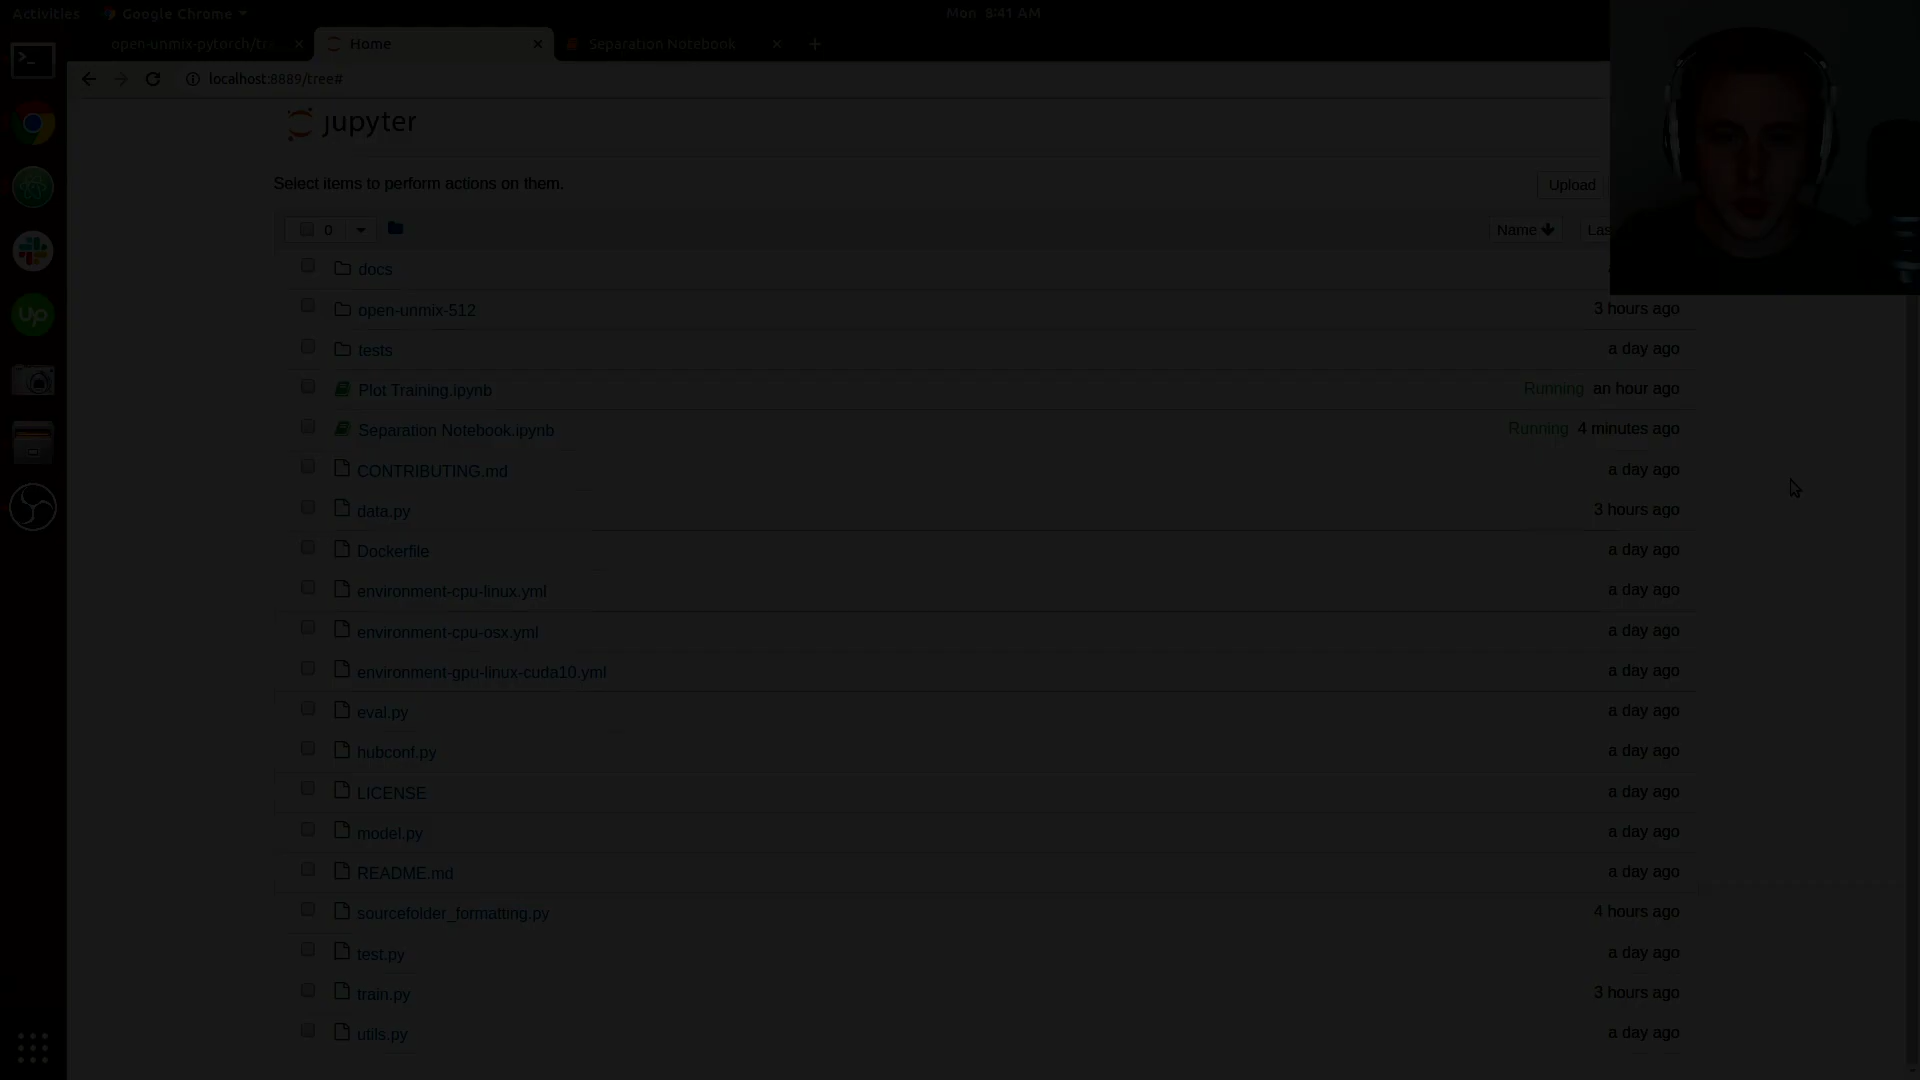 Activities
Google Chrome
Mon 8:41 AM
open-unmix-pytorch/tra
Home
Separation Notebook
localhost:8889/tree#
jupyter
Select items to perform actions on them.
Upload
0
Name
Las
docs
open-unmix-512
3 hours ago
tests
a day ago
Plot Training.ipynb
Running an hour ago
Separation Notebook.ipynb
Running 4 minutes ago
CONTRIBUTING.md
a day ago
data.py
3 hours ago
Dockerfile
a day ago
environment-cpu-linux.yml
a day ago
environment-cpu-osx.yml
a day ago
environment-gpu-linux-cuda10.yml
a day ago
eval.py
a day ago
hubconf.py
a day ago
LICENSE
a day ago
model.py
a day ago
README.md
a day ago
sourcefolder_formatting.py
4 hours ago
test.py
a day ago
train.py
3 hours ago
utils.py
a day ago
up